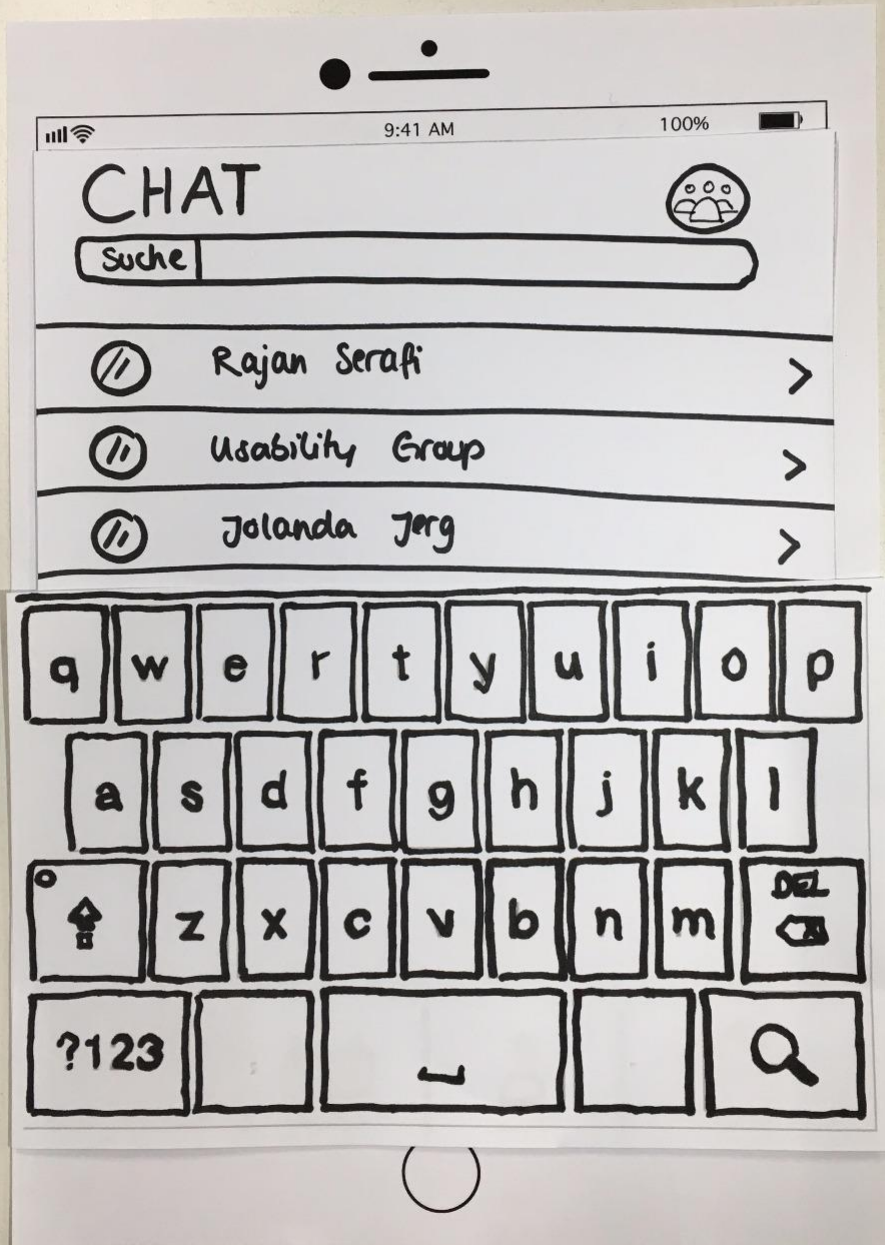 9:41 AM 100%
CHAT
Suche
Rajan Serafi
Usability Group
Jolanda Jerg
q w e r t y u i o p
a s d f g h j k l
DEL
z x c v b n m
?123